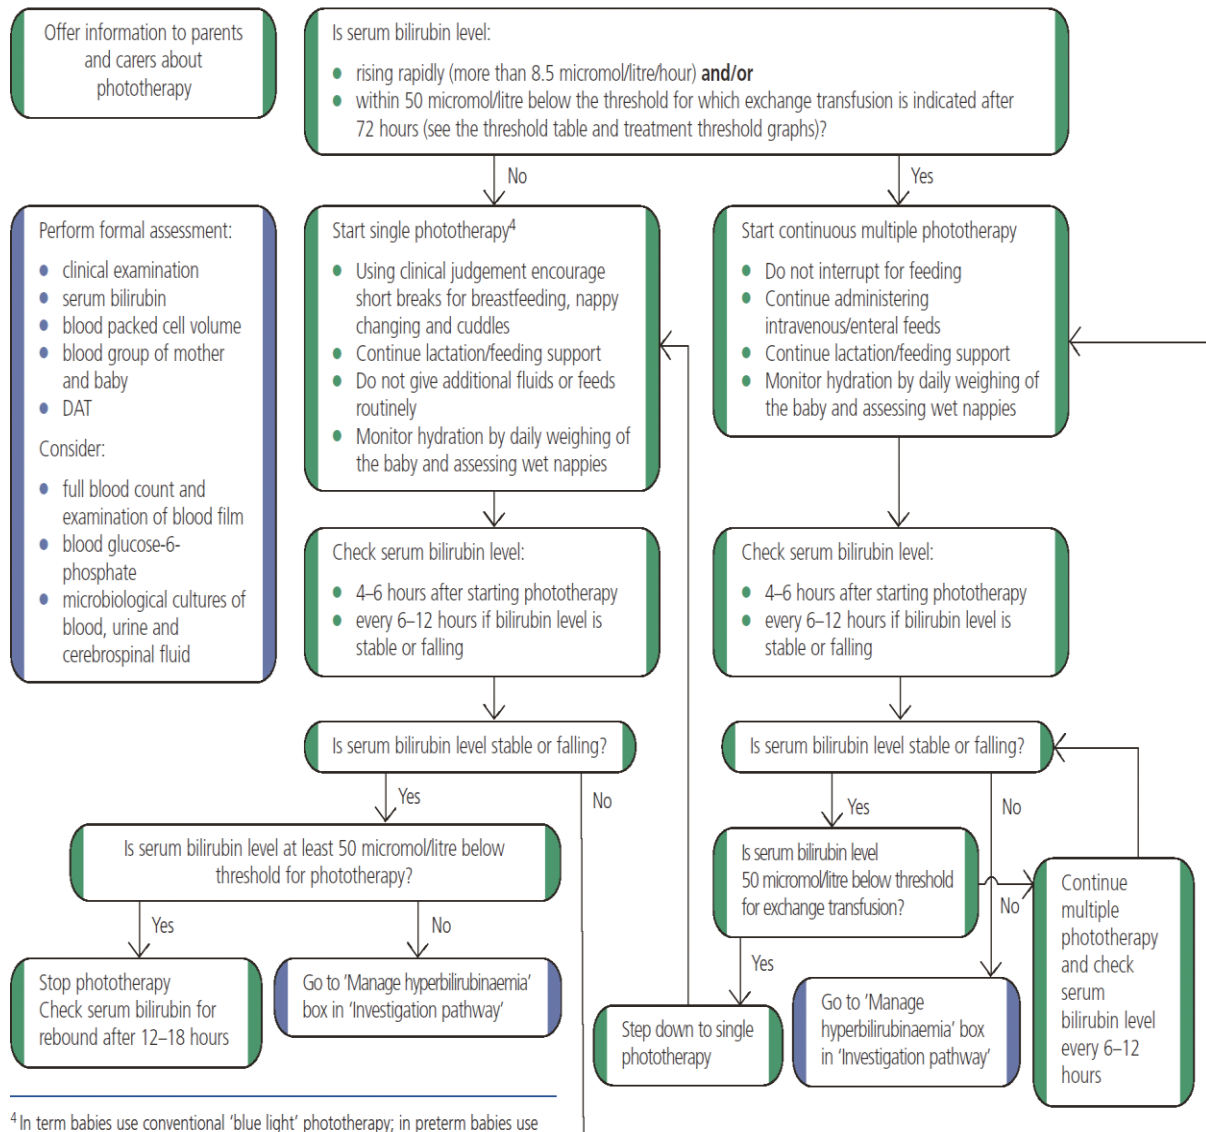 Offer information to parents
and carers about
phototherapy
Is serum bilirubin level:
● rising rapidly (more than 8.5 micromol/litre/hour) and/or
● within 50 micromol/litre below the threshold for which exchange transfusion is indicated after
72 hours (see the threshold table and treatment threshold graphs)?
No
Yes
Perform formal assessment:
● clinical examination
● serum bilirubin
● blood packed cell volume
● blood group of mother
and baby
● DAT
Consider:
● full blood count and
examination of blood film
● blood glucose-6-
phosphate
● microbiological cultures of
blood, urine and
cerebrospinal fluid
Start single phototherapy4
● Using clinical judgement encourage
short breaks for breastfeeding, nappy
changing and cuddles
● Continue lactation/feeding support
● Do not give additional fluids or feeds
routinely
● Monitor hydration by daily weighing of
the baby and assessing wet nappies
Start continuous multiple phototherapy
● Do not interrupt for feeding
● Continue administering
intravenous/enteral feeds
● Continue lactation/feeding support
● Monitor hydration by daily weighing of
the baby and assessing wet nappies
Check serum bilirubin level:
● 4–6 hours after starting phototherapy
● every 6–12 hours if bilirubin level is
stable or falling
Check serum bilirubin level:
● 4–6 hours after starting phototherapy
● every 6–12 hours if bilirubin level is
stable or falling
Is serum bilirubin level stable or falling?
Is serum bilirubin level stable or falling?
Yes
No
Yes
No
Is serum bilirubin level at least 50 micromol/litre below
threshold for phototherapy?
Is serum bilirubin level
50 micromol/litre below threshold
for exchange transfusion?
No
Continue
multiple
phototherapy
and check
serum
bilirubin level
every 6–12
hours
Yes
No
Yes
Stop phototherapy
Check serum bilirubin for
rebound after 12–18 hours
Go to ‘Manage hyperbilirubinaemia’
box in ‘Investigation pathway’
Step down to single
phototherapy
Go to ‘Manage
hyperbilirubinaemia’ box
in ‘Investigation pathway’
4 In term babies use conventional ‘blue light’ phototherapy; in preterm babies use